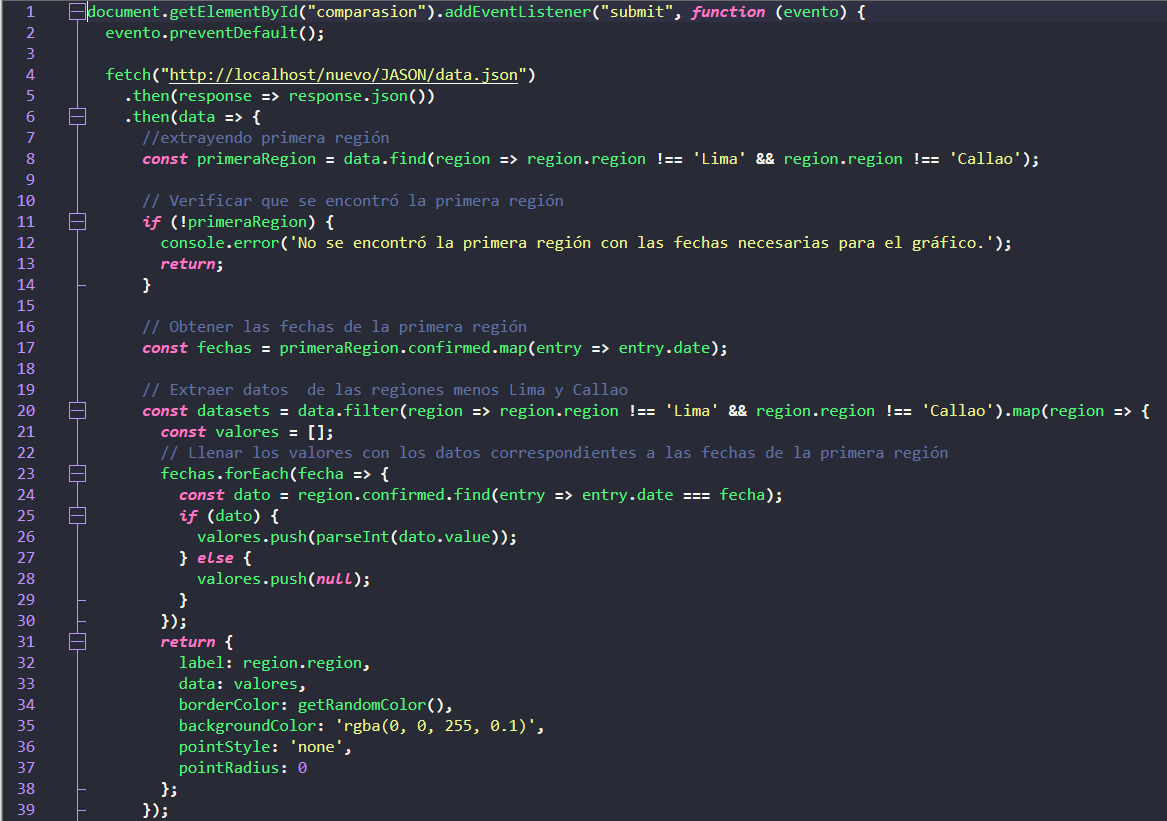 1 document.getElementById("comparasion").addEventListener("submit", function (evento) {
2   evento.preventDefault();
3
4   fetch("http://localhost/nuevo/JASON/data.json")
5     .then(response => response.json())
6     .then(data => {
7       //extrayendo primera región
8       const primeraRegion = data.find(region => region.region !== 'Lima' && region.region !== 'Callao');
9
10       // Verificar que se encontró la primera región
11       if (!primeraRegion) {
12         console.error('No se encontró la primera región con las fechas necesarias para el gráfico.');
13         return;
14       }
15
16       // Obtener las fechas de la primera región
17       const fechas = primeraRegion.confirmed.map(entry => entry.date);
18
19       // Extraer datos  de las regiones menos Lima y Callao
20       const datasets = data.filter(region => region.region !== 'Lima' && region.region !== 'Callao').map(region => {
21         const valores = [];
22         // Llenar los valores con los datos correspondientes a las fechas de la primera región
23         fechas.forEach(fecha => {
24           const dato = region.confirmed.find(entry => entry.date === fecha);
25           if (dato) {
26             valores.push(parseInt(dato.value));
27           } else {
28             valores.push(null);
29           }
30         });
31         return {
32           label: region.region,
33           data: valores,
34           borderColor: getRandomColor(),
35           backgroundColor: 'rgba(0, 0, 255, 0.1)',
36           pointStyle: 'none',
37           pointRadius: 0
38         };
39       });